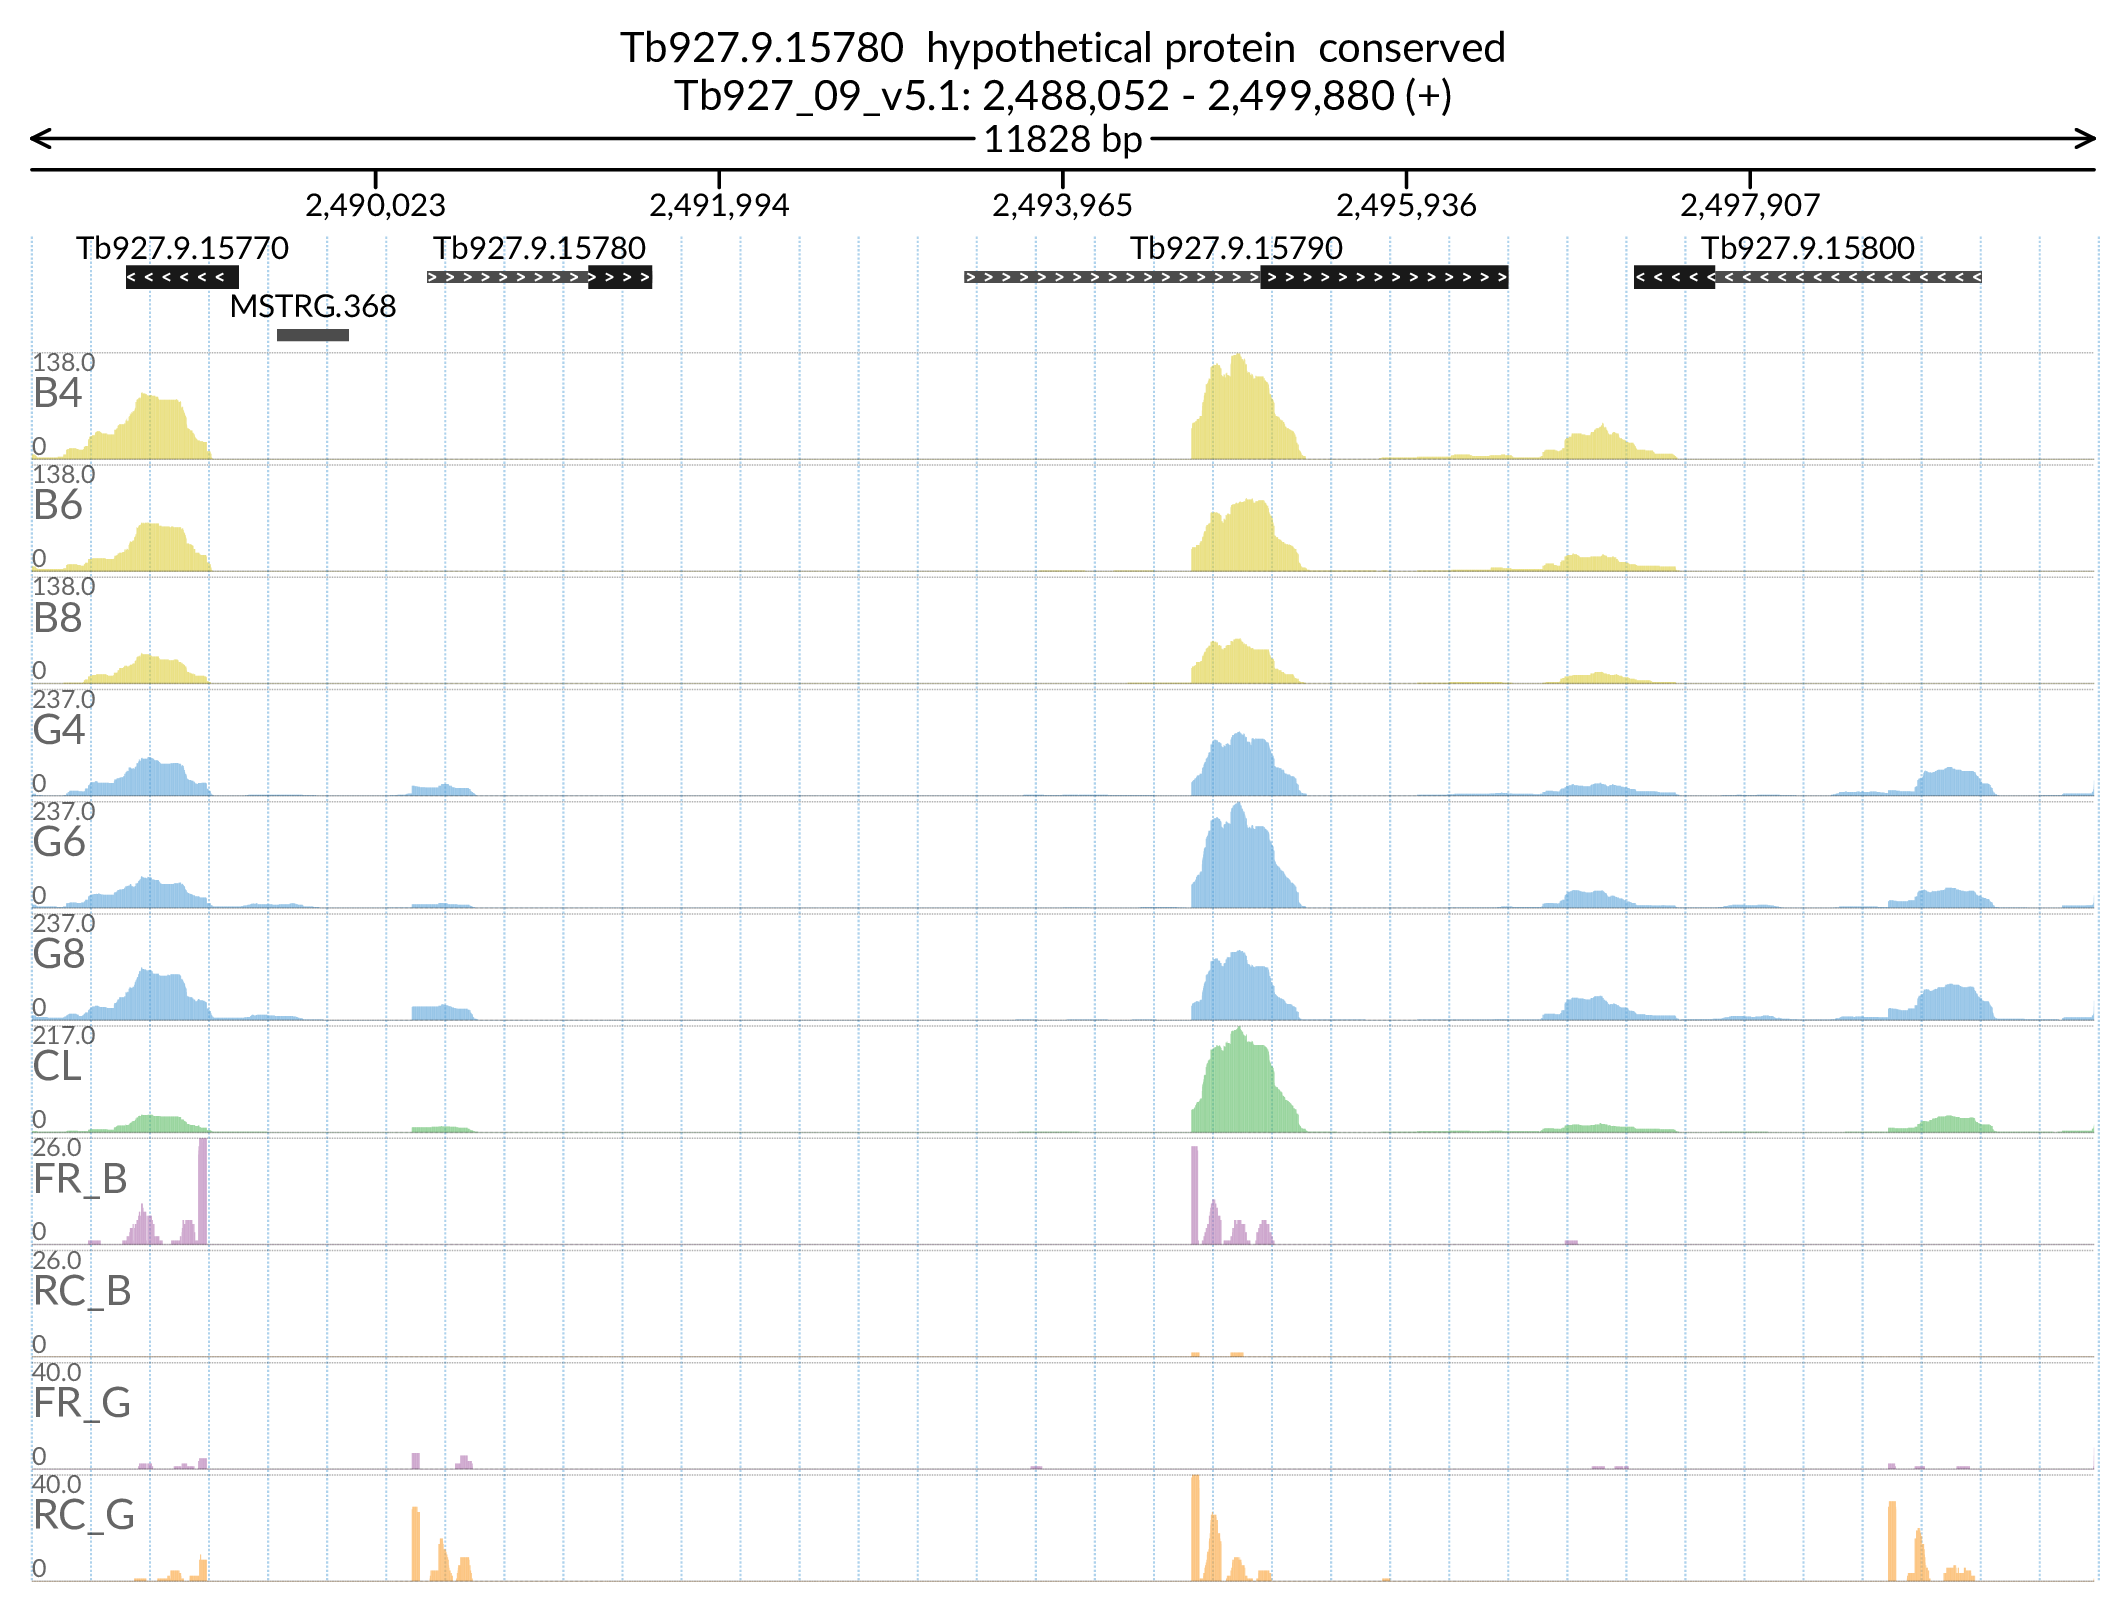 Tb927.9.15780 hypothetical protein conserved
Tb927_09_v5.1: 2,488,052 - 2,499,880 (+)
11828 bp
2,490,023 2,491,994 2,493,965 2,495,936 2,497,907
Tb927.9.15770 Tb927.9.15780 Tb927.9.15790 Tb927.9.15800
MSTRG.368
138.0
B4
0
138.0
B6
0
138.0
B8
0
237.0
G4
0
237.0
G6
0
237.0
G8
0
217.0
CL
0
26.0
FR_B
0
26.0
RC_B
0
40.0
FR_G
0
40.0
RC_G
0